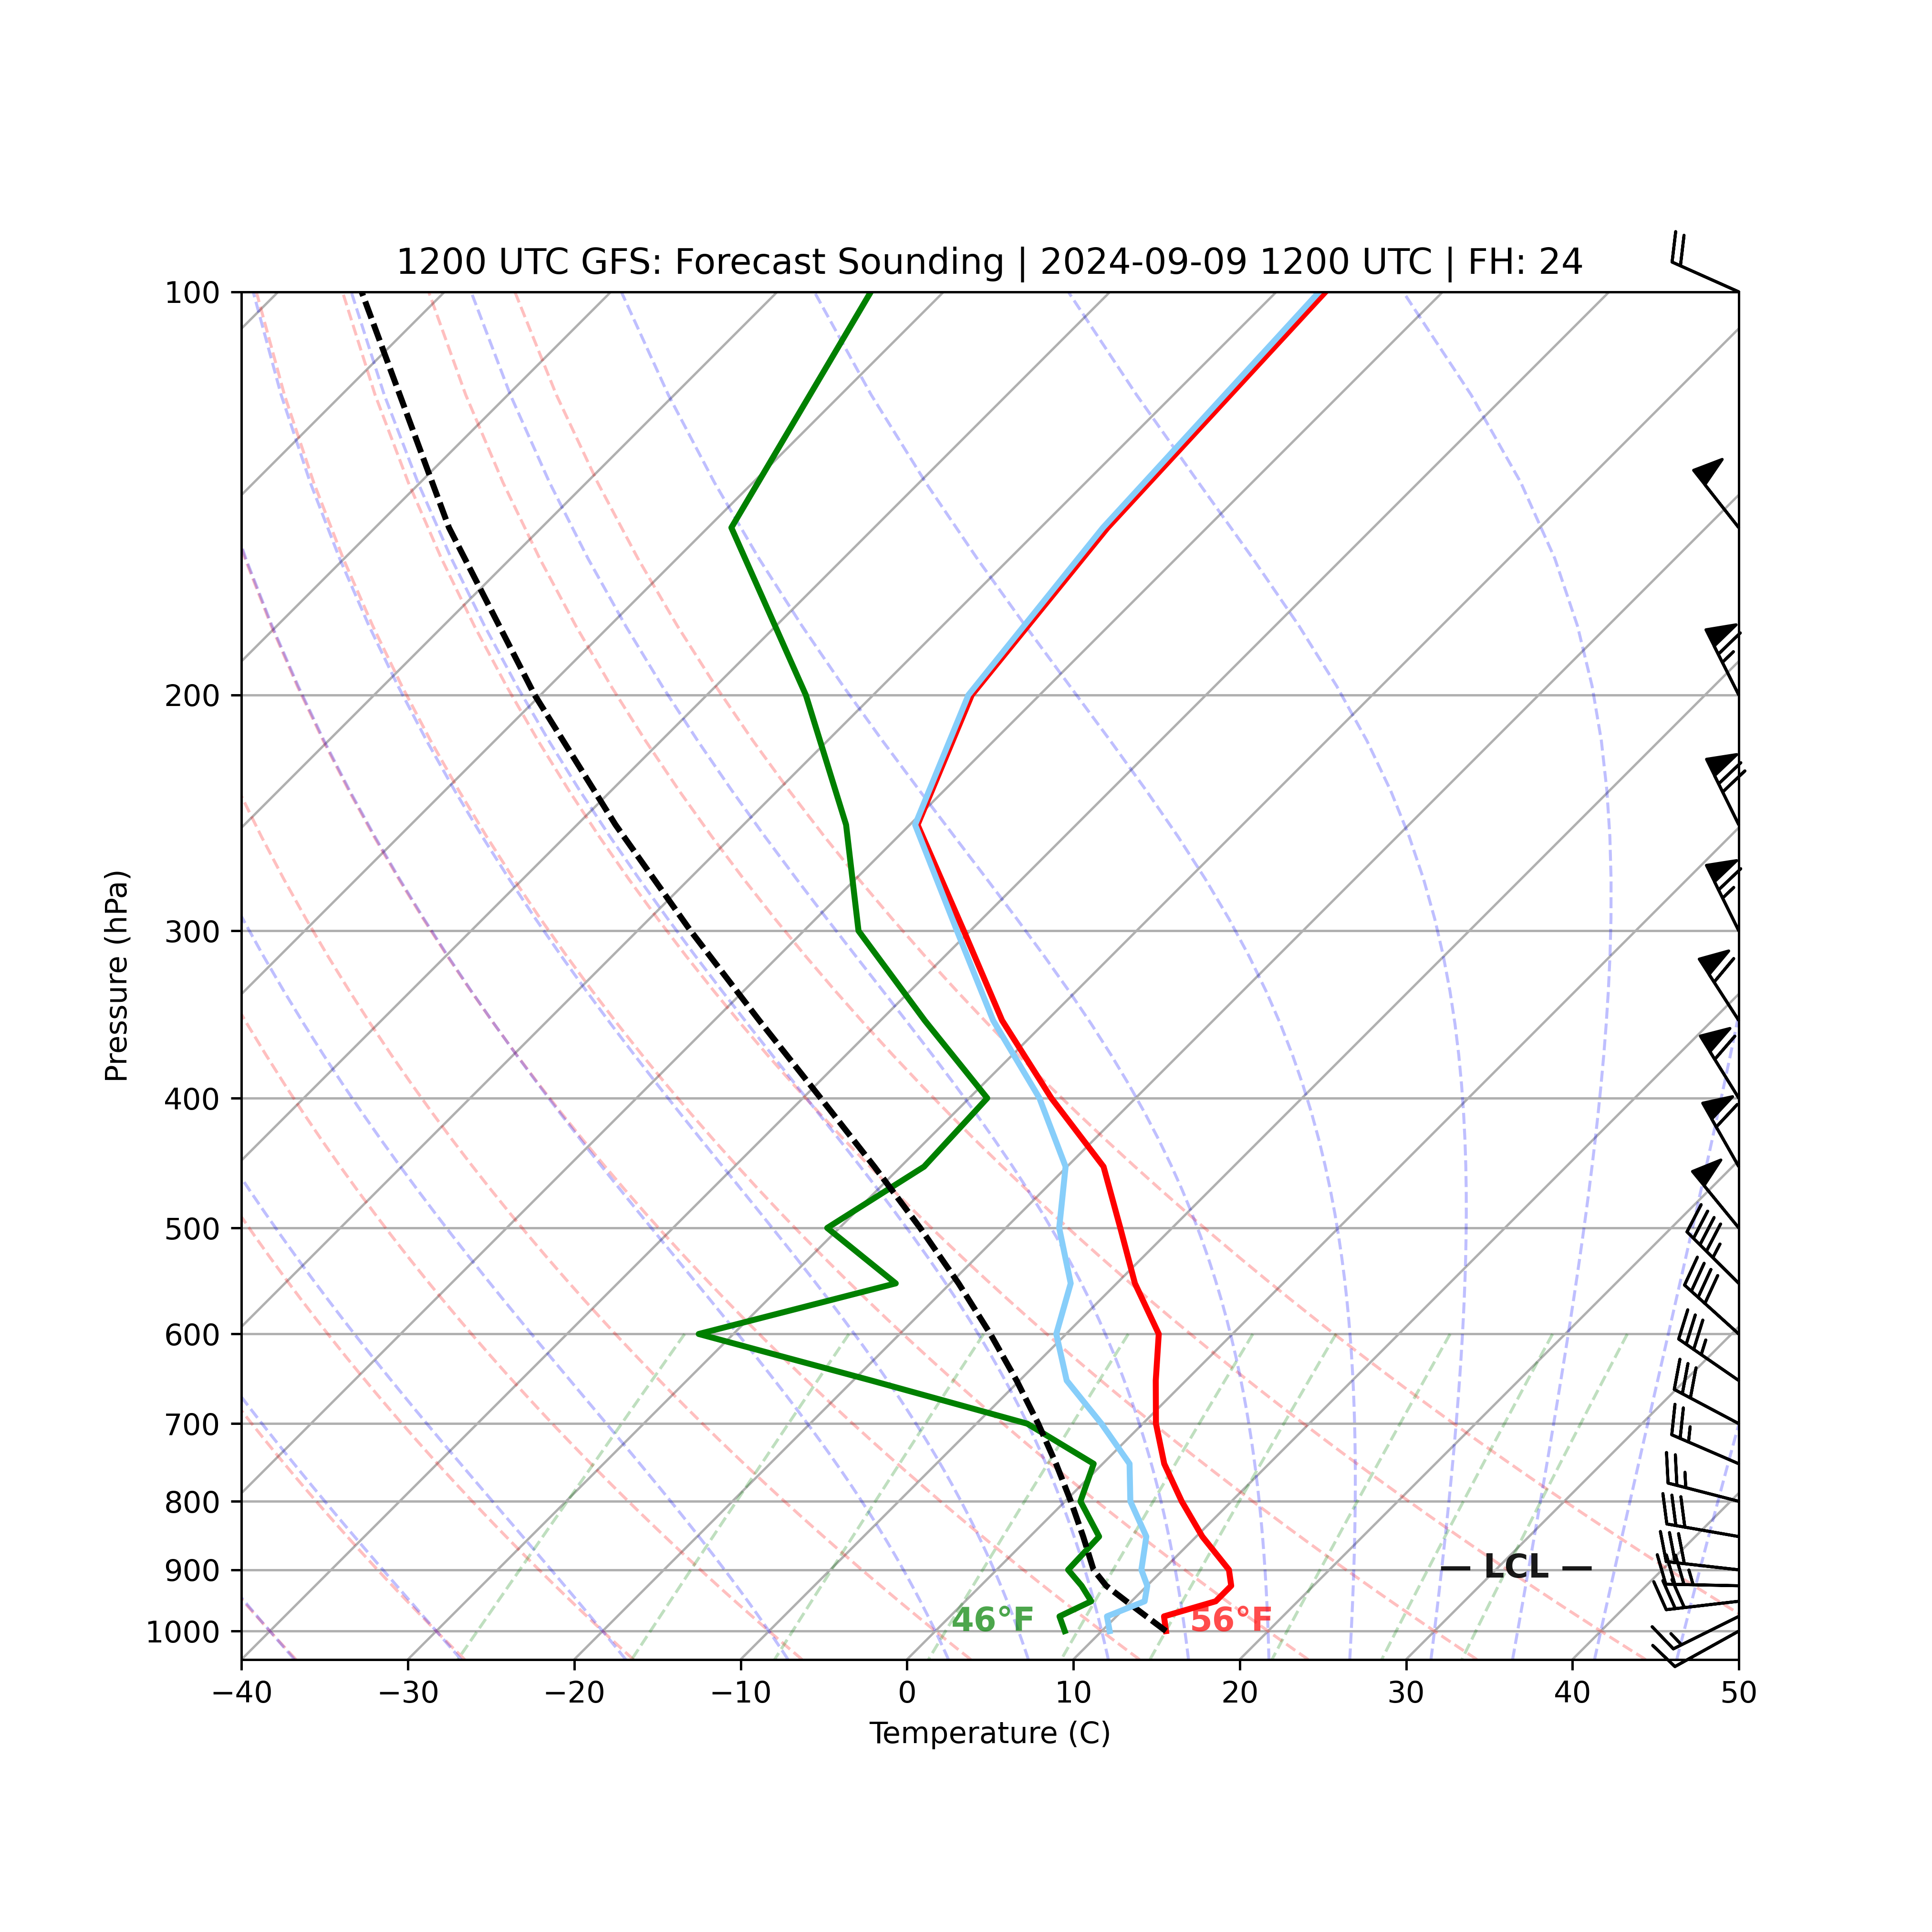 1200 UTC GFS: Forecast Sounding | 2024-09-09 1200 UTC | FH: 24
100
200
300
400
500
600
700
800
900
1000
Pressure (hPa)
— LCL —
46°F
56°F
−40 −30 −20 −10 0 10 20 30 40 50
Temperature (C)